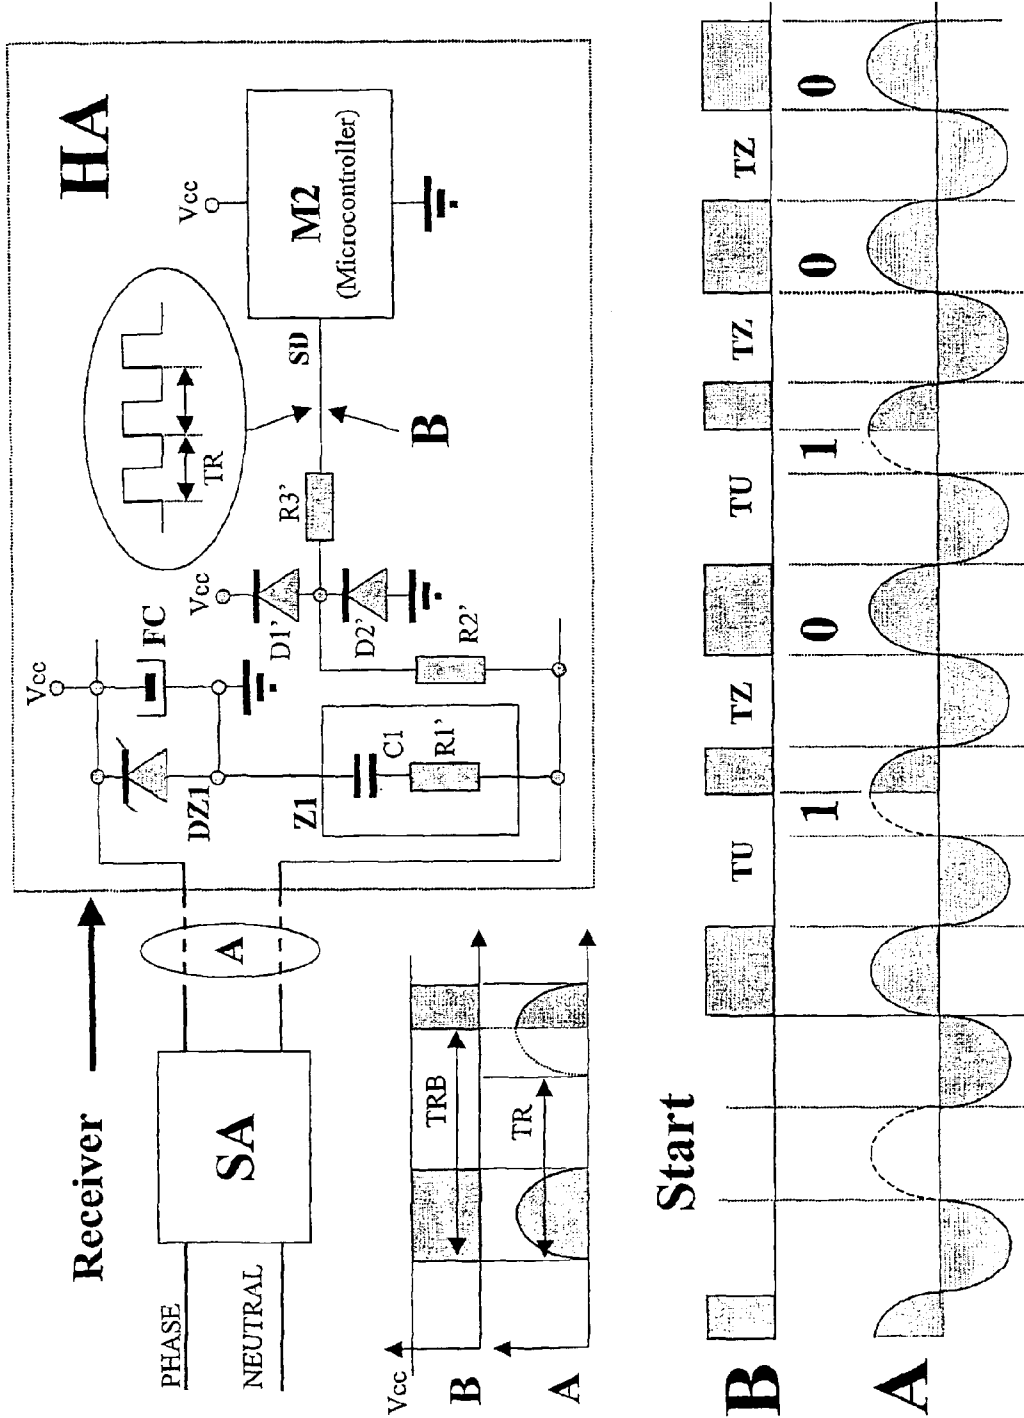 Receiver
HA
PHASE
NEUTRAL
SA
A
Vcc
FC
DZ1
Z1
C1
R1'
R2'
Vcc
D1'
D2'
R3'
TR
SD
B
Vcc
M2
(Microcontroller)
Vcc
B
TRB
A
TR
Start
B
TU TZ TU TZ TZ
1 0 1 0 0
A